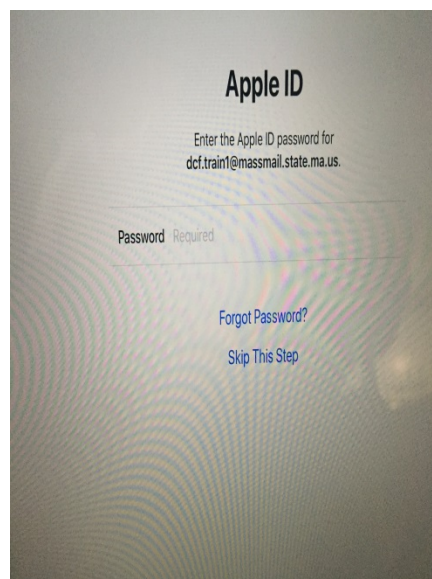 Apple ID
Enter the Apple ID password for
dcf.train1@massmail.state.ma.us.
Password Required
Forgot Password?
Skip This Step